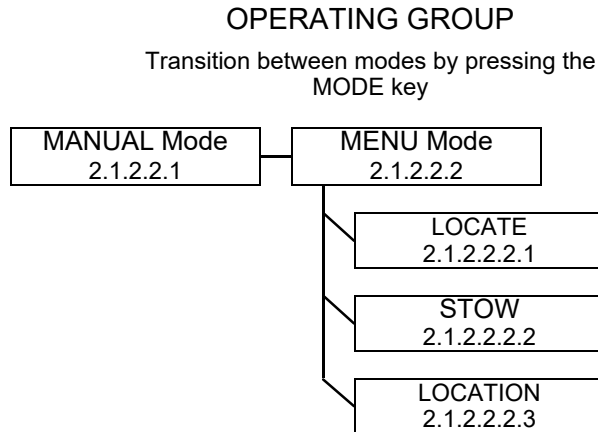 OPERATING GROUP
Transition between modes by pressing the
MODE key
MANUAL Mode
2.1.2.2.1
MENU Mode
2.1.2.2.2
LOCATE
2.1.2.2.2.1
STOW
2.1.2.2.2.2
LOCATION
2.1.2.2.2.3